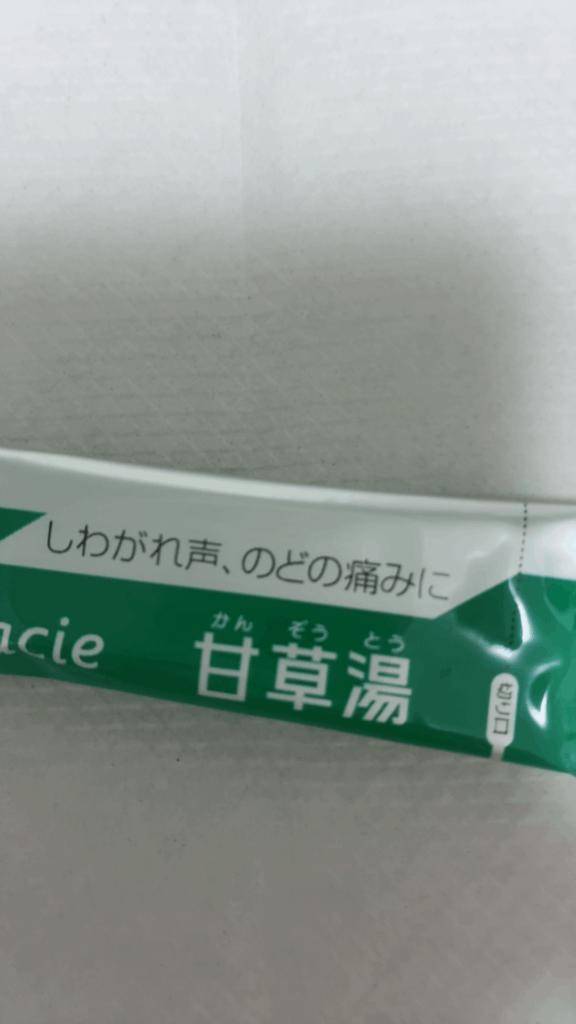 しわがれ声、のどの痛みに
acie
かん ぞう とう
甘草湯
切り口